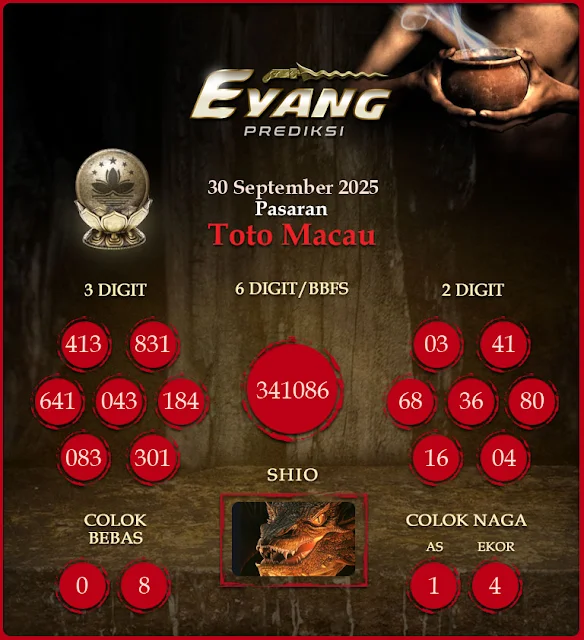 EYANG
PREDIKSI
30 September 2025
Pasaran
Toto Macau
3 DIGIT
413 831
641 043 184
083 301
6 DIGIT/BBFS
341086
2 DIGIT
03 41
68 36 80
16 04
SHIO
COLOK
BEBAS
0 8
COLOK NAGA
AS EKOR
1 4